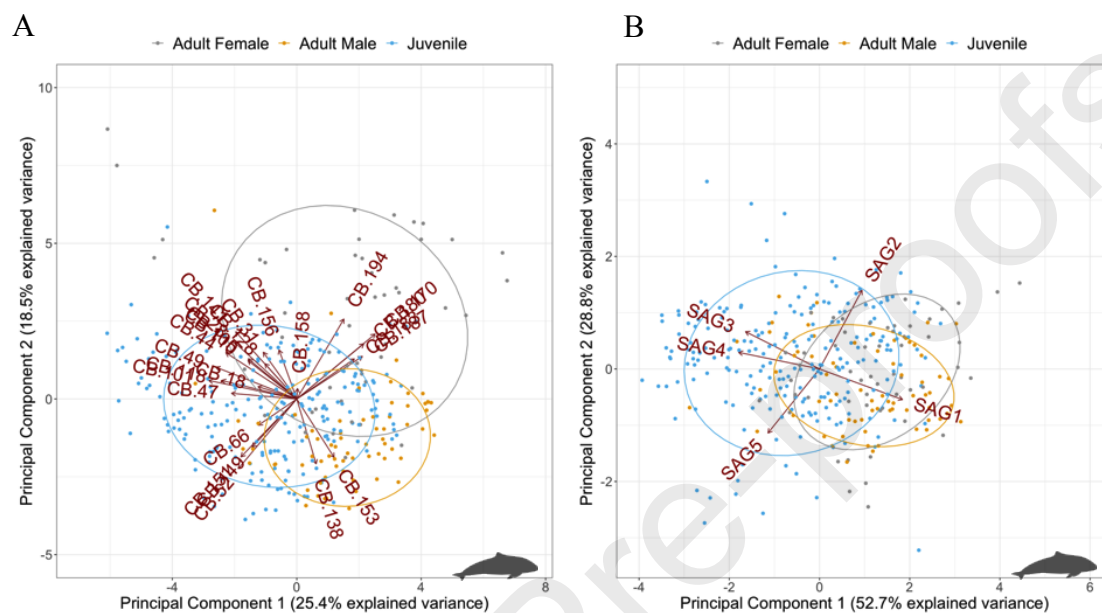 A
Adult Female
Adult Male
Juvenile
10
5
0
-5
-4
0
4
8
Principal Component 2 (18.5% explained variance)
Principal Component 1 (25.4% explained variance)
CB.194
CB.156
CB.158
CB.49
CB.18
CB.47
CB.66
CB.138
CB.153
B
Adult Female
Adult Male
Juvenile
4
2
0
-2
-4
-2
0
2
4
6
Principal Component 2 (28.8% explained variance)
Principal Component 1 (52.7% explained variance)
SAG2
SAG3
SAG4
SAG1
SAG5
Pre-proofs